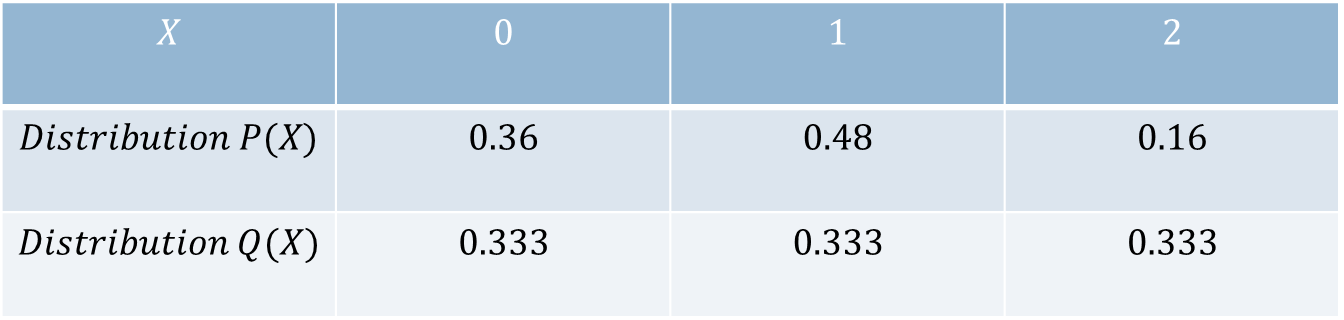 X 0 1 2
Distribution P(X) 0.36 0.48 0.16
Distribution Q(X) 0.333 0.333 0.333